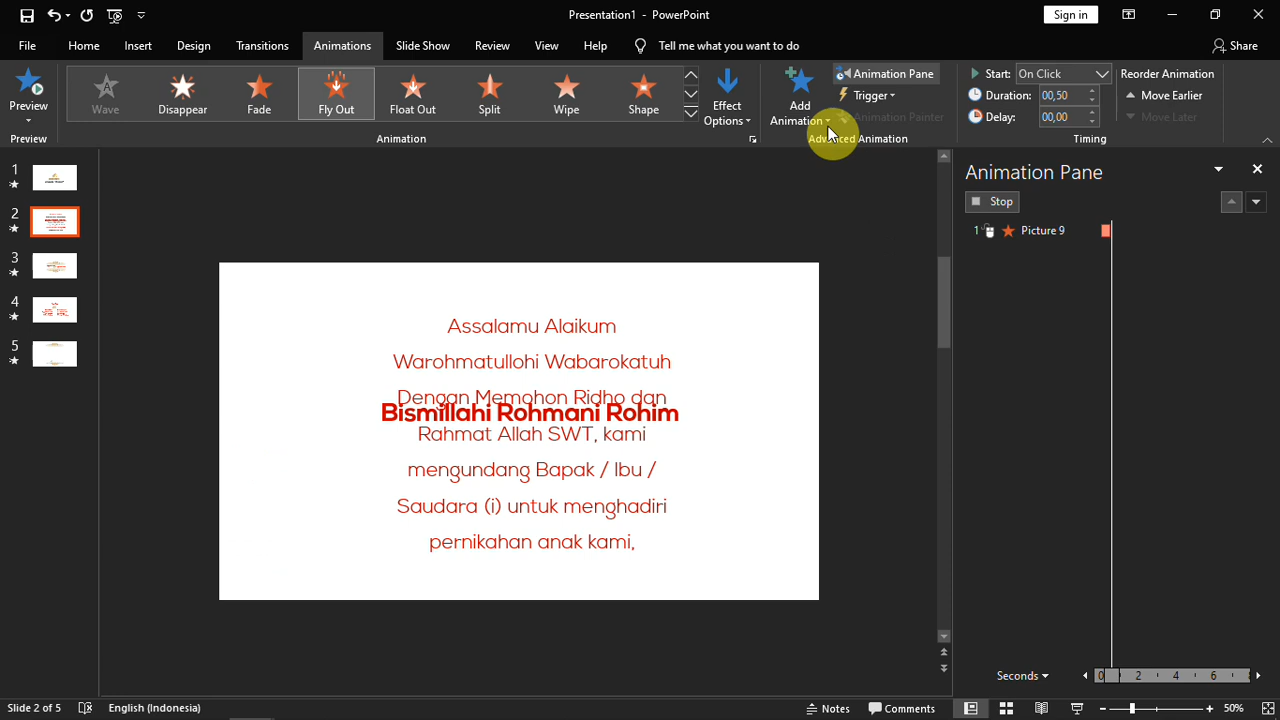 Presentation1 - PowerPoint
Sign in
File Home Insert Design Transitions Animations Slide Show Review View Help Tell me what you want to do Share
Preview
Preview
Wave Disappear Fade Fly Out Float Out Split Wipe Shape
Animation
Effect Options
Add Animation
Animation Pane
Trigger
Animation Painter
Advanced Animation
Start: On Click
Duration: 00,50
Delay: 00,00
Timing
Reorder Animation
Move Earlier
Move Later
1
2
3
4
5
Assalamu Alaikum
Warohmatullohi Wabarokatuh
Dengan Memohon Ridho dan
Bismillahi Rohmani Rohim
Rahmat Allah SWT, kami
mengundang Bapak / Ibu /
Saudara (i) untuk menghadiri
pernikahan anak kami,
Animation Pane
Stop
1 Picture 9
Seconds 0 2 4 6
Slide 2 of 5 English (Indonesia) Notes Comments 50%